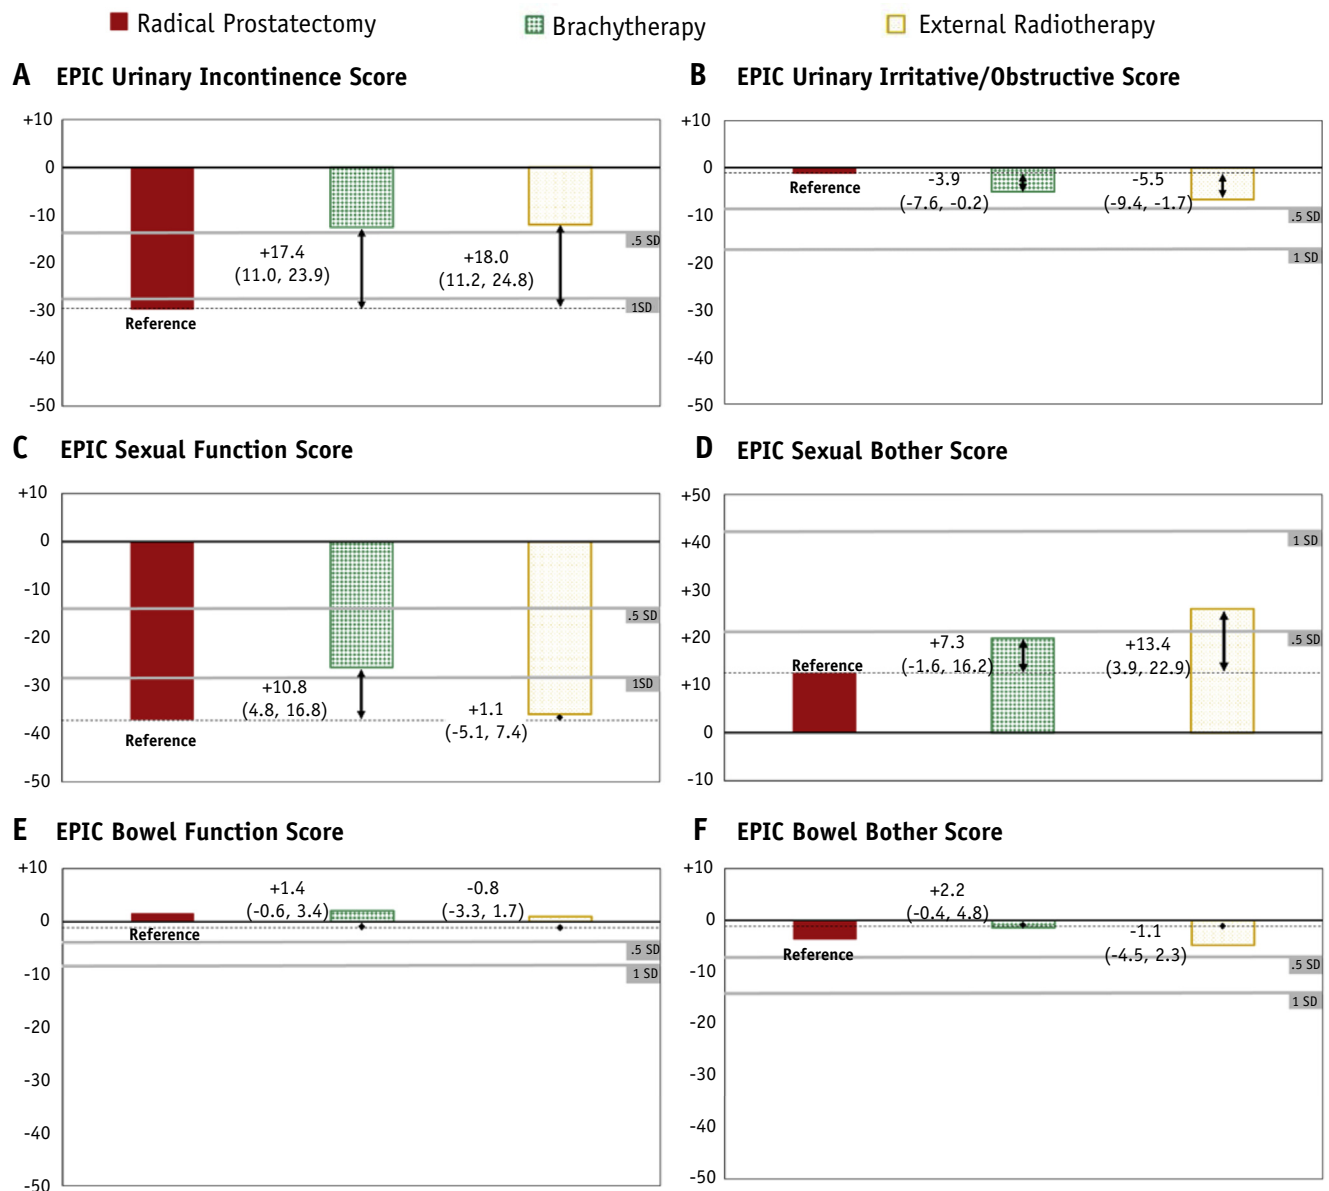 Radical Prostatectomy Brachytherapy External Radiotherapy
A EPIC Urinary Incontinence Score
+10
0
-10
-20
-30
-40
-50
Reference
+17.4
(11.0, 23.9)
+18.0
(11.2, 24.8)
.5 SD
1SD
B EPIC Urinary Irritative/Obstructive Score
+10
0
-10
-20
-30
-40
-50
Reference
-3.9
(-7.6, -0.2)
-5.5
(-9.4, -1.7)
.5 SD
1 SD
C EPIC Sexual Function Score
+10
0
-10
-20
-30
-40
-50
Reference
+10.8
(4.8, 16.8)
+1.1
(-5.1, 7.4)
.5 SD
1SD
D EPIC Sexual Bother Score
+50
+40
+30
+20
+10
0
-10
Reference
+7.3
(-1.6, 16.2)
+13.4
(3.9, 22.9)
1 SD
.5 SD
E EPIC Bowel Function Score
+10
0
-10
-20
-30
-40
-50
Reference
+1.4
(-0.6, 3.4)
-0.8
(-3.3, 1.7)
.5 SD
1 SD
F EPIC Bowel Bother Score
+10
0
-10
-20
-30
-40
-50
Reference
+2.2
(-0.4, 4.8)
-1.1
(-4.5, 2.3)
.5 SD
1 SD